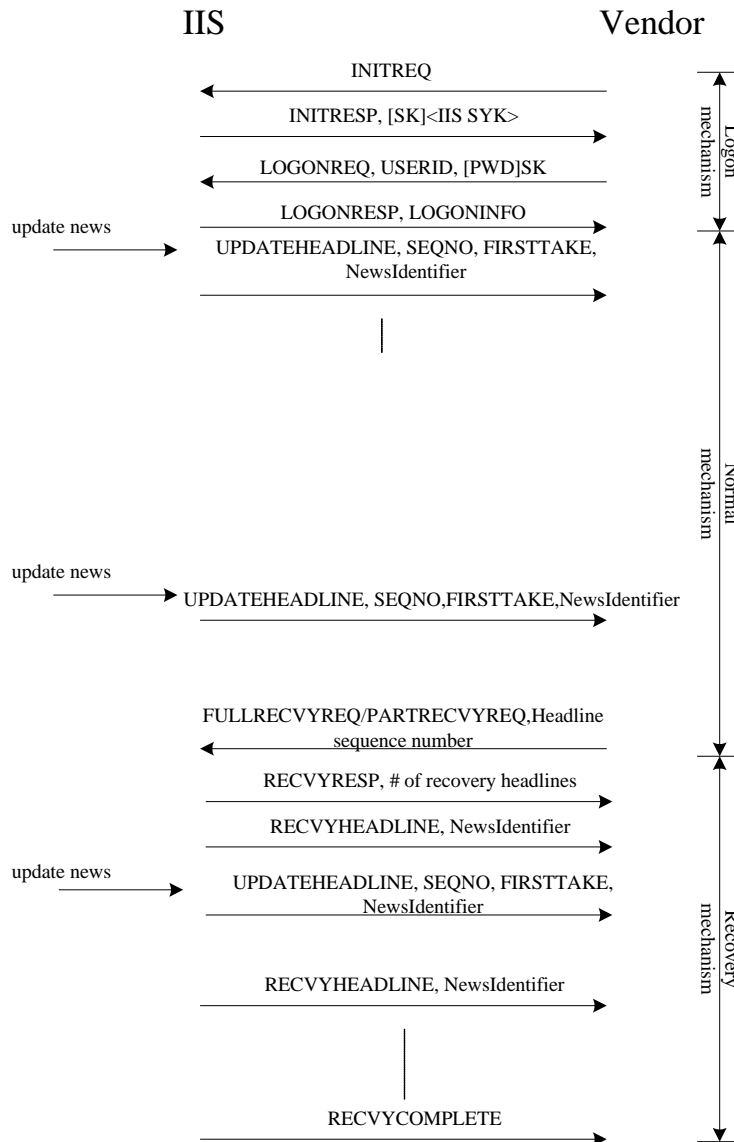 IIS
Vendor
INITREQ
INITRESP, [SK]<IIS SYK>
LOGONREQ, USERID, [PWD]SK
LOGONRESP, LOGONINFO
Logon
mechanism
update news
UPDATEHEADLINE, SEQNO, FIRSTTAKE,
NewsIdentifier
Normal
mechanism
update news
UPDATEHEADLINE, SEQNO,FIRSTTAKE,NewsIdentifier
FULLRECVYREQ/PARTRECVYREQ,Headline
sequence number
RECVYRESP, # of recovery headlines
RECVYHEADLINE, NewsIdentifier
update news
UPDATEHEADLINE, SEQNO, FIRSTTAKE,
NewsIdentifier
Recovery
mechanism
RECVYHEADLINE, NewsIdentifier
RECVYCOMPLETE